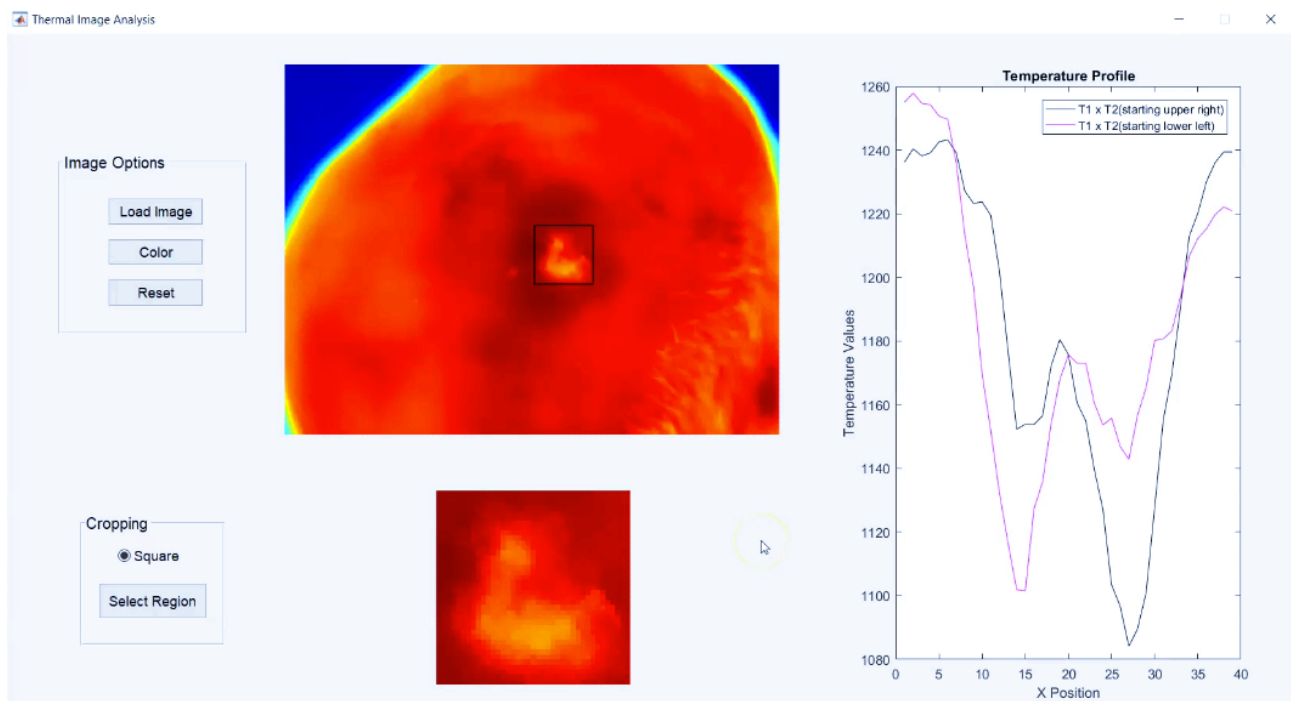 Thermal Image Analysis
Image Options
Load Image
Color
Reset
Cropping
Square
Select Region
Temperature Profile
T1 x T2(starting upper right)
T1 x T2(starting lower left)
Temperature Values
1260
1240
1220
1200
1180
1160
1140
1120
1100
1080
0 5 10 15 20 25 30 35 40
X Position